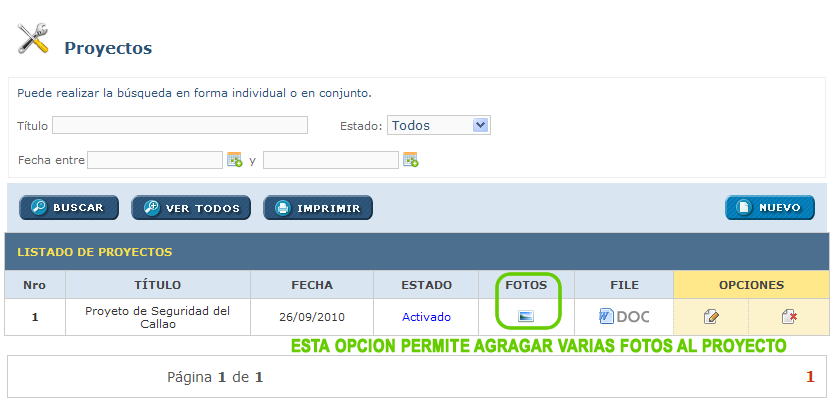 Proyectos
Puede realizar la búsqueda en forma individual o en conjunto.
Título Estado: Todos
Fecha entre y
BUSCAR VER TODOS IMPRIMIR NUEVO
LISTADO DE PROYECTOS
Nro TÍTULO FECHA ESTADO FOTOS FILE OPCIONES
1 Proyeto de Seguridad del Callao 26/09/2010 Activado DOC
ESTA OPCION PERMITE AGRAGAR VARIAS FOTOS AL PROYECTO
Página 1 de 1 1